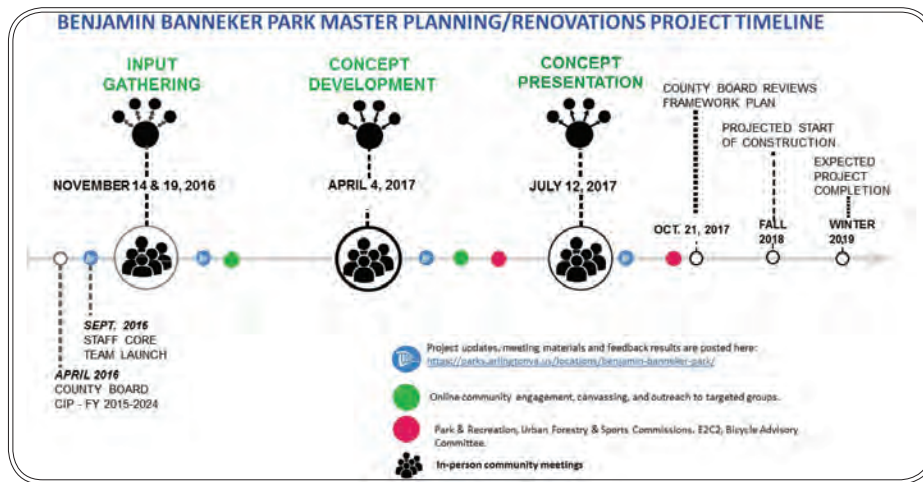 BENJAMIN BANNEKER PARK MASTER PLANNING/RENOVATIONS PROJECT TIMELINE
INPUT
GATHERING
CONCEPT
DEVELOPMENT
CONCEPT
PRESENTATION
COUNTY BOARD REVIEWS
FRAMEWORK PLAN
PROJECTED START
OF CONSTRUCTION
EXPECTED
PROJECT
COMPLETION
NOVEMBER 14 & 19, 2016
APRIL 4, 2017
JULY 12, 2017
OCT. 21, 2017
FALL
2018
WINTER
2019
SEPT. 2016
STAFF CORE
TEAM LAUNCH
APRIL 2016
COUNTY BOARD
CIP - FY 2015-2024
Project updates, meeting materials and feedback results are posted here:
https://parks.arlingtonva.us/locations/benjamin-banneker-park/
Online community engagement, canvassing, and outreach to targeted groups.
Park & Recreation, Urban Forestry & Sports Commissions. E2C2, Bicycle Advisory
Committee.
In-person community meetings